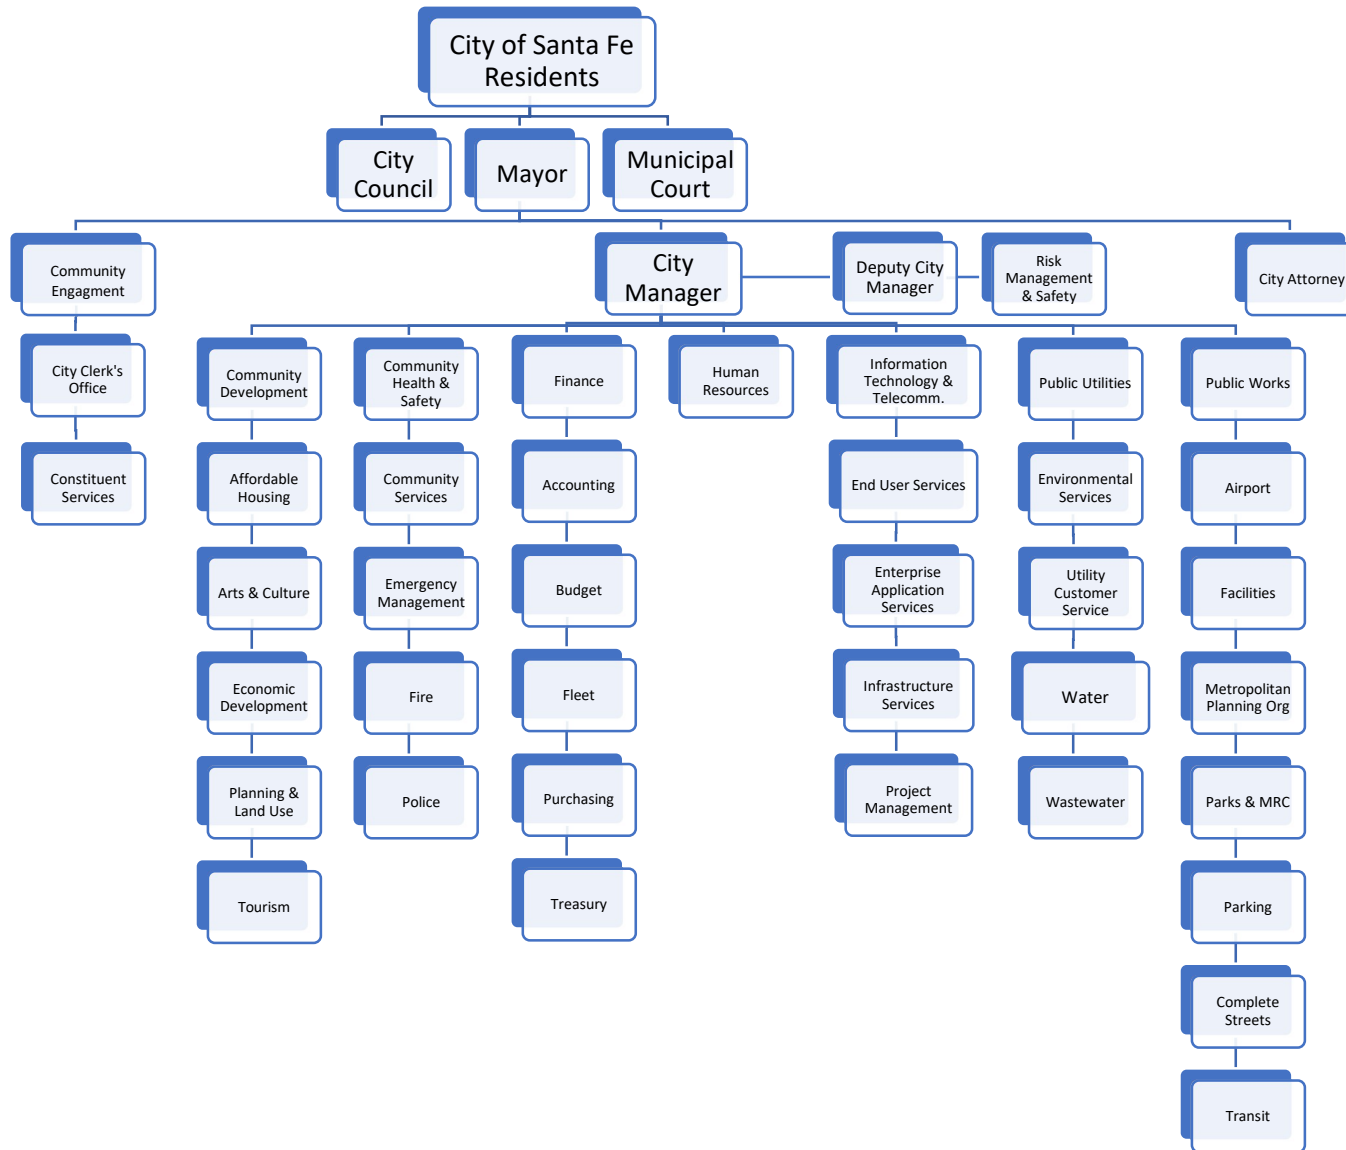 City of Santa Fe
Residents
City
Council
Mayor
Municipal
Court
Community
Engagment
City
Manager
Deputy City
Manager
Risk
Management
& Safety
City Attorney
City Clerk's
Office
Community
Development
Community
Health &
Safety
Finance
Human
Resources
Information
Technology &
Telecomm.
Public Utilities
Public Works
Constituent
Services
Affordable
Housing
Community
Services
Accounting
End User Services
Environmental
Services
Airport
Arts & Culture
Emergency
Management
Budget
Enterprise
Application
Services
Utility
Customer
Service
Facilities
Economic
Development
Fire
Fleet
Infrastructure
Services
Water
Metropolitan
Planning Org
Planning &
Land Use
Police
Purchasing
Project
Management
Wastewater
Parks & MRC
Tourism
Treasury
Parking
Complete
Streets
Transit